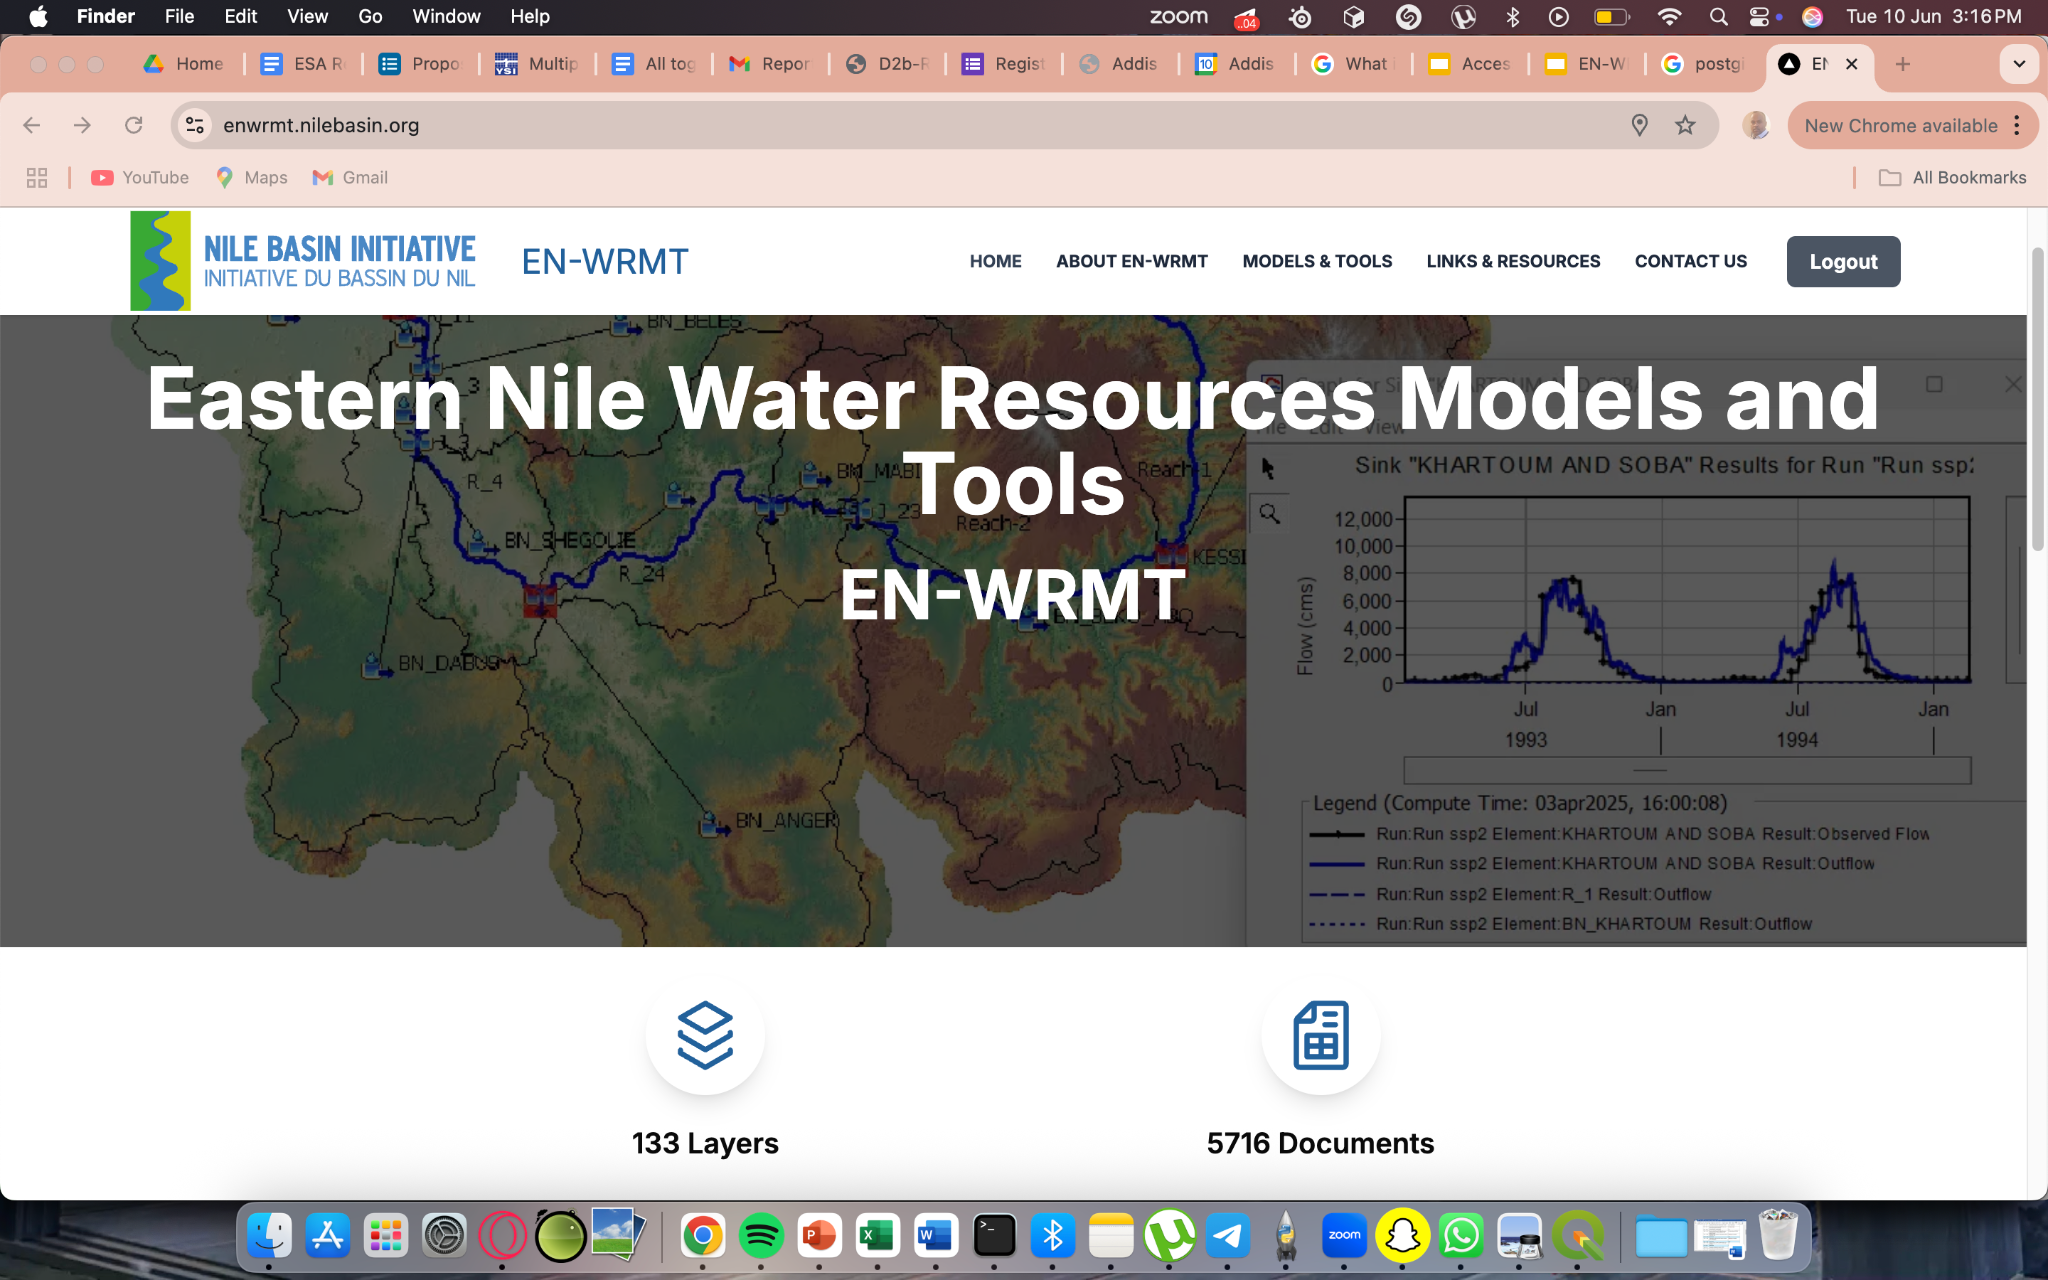 Finder File Edit View Go Window Help zoom ..04 Tue 10 Jun 3:16 PM
Home ESA R Propo Multip All tog Repor D2b-R Regist Addis 10 Addis What Acces EN-W postgi EN
enwrmt.nilebasin.org New Chrome available
YouTube Maps Gmail All Bookmarks
NILE BASIN INITIATIVE
INITIATIVE DU BASSIN DU NIL
EN-WRMT
HOME ABOUT EN-WRMT MODELS & TOOLS LINKS & RESOURCES CONTACT US Logout
Eastern Nile Water Resources Models and
Tools
EN-WRMT
BN_BELES
R_4
BN_SHEGOLIE
R_24
BN_DABUS
BN_ANGER
Reach-1
Reach-2
KESSI
Edit View
Sink "KHARTOUM AND SOBA" Results for Run "Run ssp2
Flow (cms)
12,000
10,000
8,000
6,000
4,000
2,000
0
Jul Jan Jul Jan
1993 1994
Legend (Compute Time: 03apr2025, 16:00:08)
Run:Run ssp2 Element:KHARTOUM AND SOBA Result:Observed Flow
Run:Run ssp2 Element:KHARTOUM AND SOBA Result:Outflow
Run:Run ssp2 Element:R_1 Result:Outflow
Run:Run ssp2 Element:BN_KHARTOUM Result:Outflow
133 Layers
5716 Documents
zoom